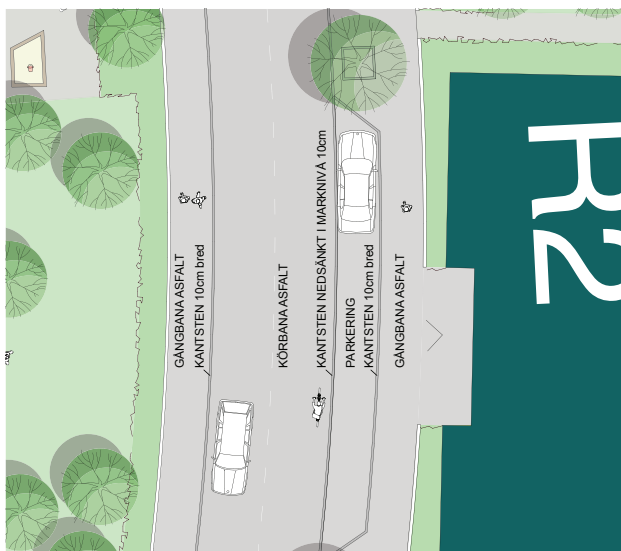 GÅNGBANA ASFALT
KANTSTEN 10cm bred
KÖRBANA ASFALT
KANTSTEN NEDSÄNKT I MARKNIVÅ 10cm
PARKERING
KANTSTEN 10cm bred
GÅNGBANA ASFALT
R2